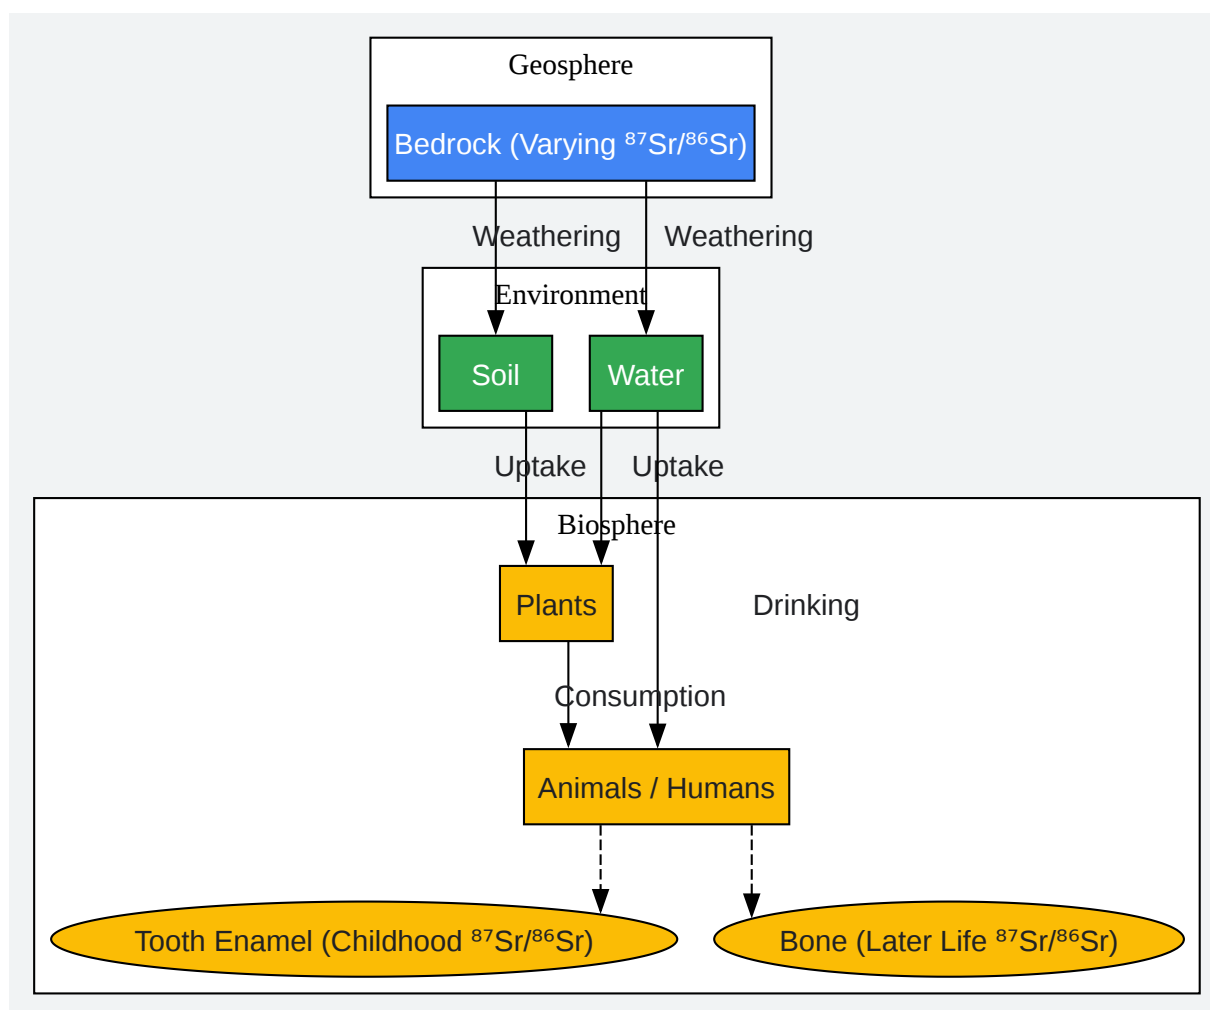 Geosphere
Bedrock (Varying ⁸⁷Sr/⁸⁶Sr)
Weathering
Weathering
Environment
Soil
Water
Uptake
Uptake
Biosphere
Plants
Drinking
Consumption
Animals / Humans
Tooth Enamel (Childhood ⁸⁷Sr/⁸⁶Sr)
Bone (Later Life ⁸⁷Sr/⁸⁶Sr)